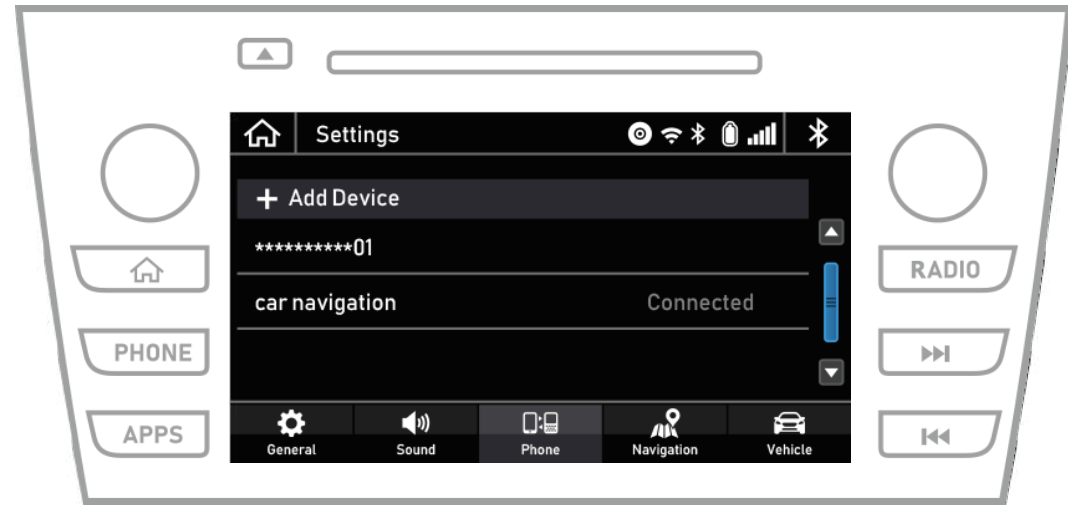 Settings
+ Add Device
**********01
car navigation Connected
RADIO
PHONE
APPS
General Sound Phone Navigation Vehicle